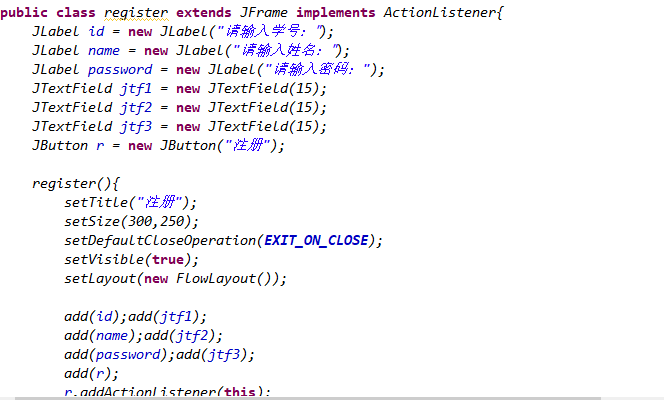 public class register extends JFrame implements ActionListener{
    JLabel id = new JLabel("请输入学号：");
    JLabel name = new JLabel("请输入姓名：");
    JLabel password = new JLabel("请输入密码：");
    JTextField jtf1 = new JTextField(15);
    JTextField jtf2 = new JTextField(15);
    JTextField jtf3 = new JTextField(15);
    JButton r = new JButton("注册");

    register(){
        setTitle("注册");
        setSize(300,250);
        setDefaultCloseOperation(EXIT_ON_CLOSE);
        setVisible(true);
        setLayout(new FlowLayout());

        add(id);add(jtf1);
        add(name);add(jtf2);
        add(password);add(jtf3);
        add(r);
        r.addActionListener(this);